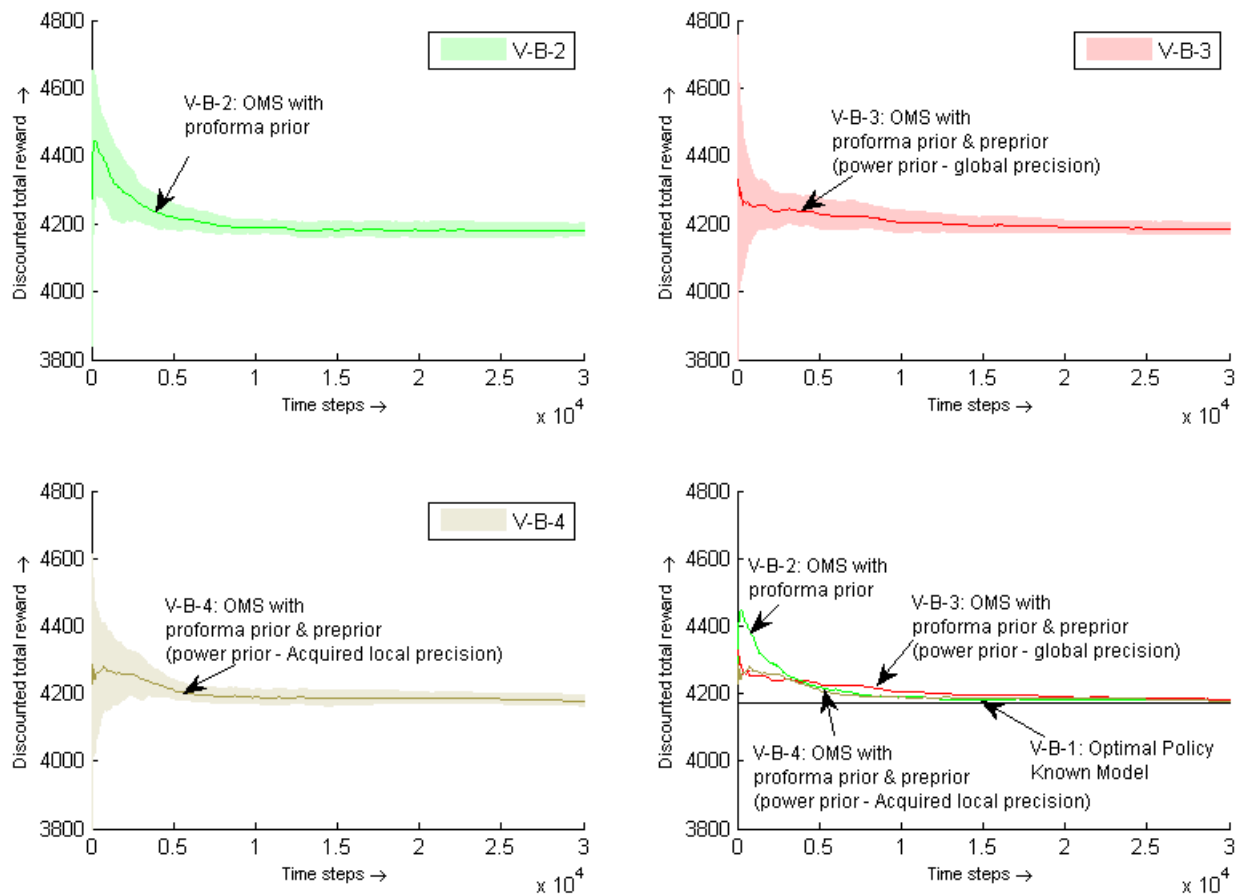 4800
4600
4400
4200
4000
3800
Discounted total reward →
V-B-2
V-B-2: OMS with
proforma prior
0
0.5
1
1.5
2
2.5
3
Time steps →
x 10^4
4800
4600
4400
4200
4000
3800
Discounted total reward →
V-B-3
V-B-3: OMS with
proforma prior & preprior
(power prior - global precision)
0
0.5
1
1.5
2
2.5
3
Time steps →
x 10^4
4800
4600
4400
4200
4000
3800
Discounted total reward →
V-B-4
V-B-4: OMS with
proforma prior & preprior
(power prior - Acquired local precision)
0
0.5
1
1.5
2
2.5
3
Time steps →
x 10^4
4800
4600
4400
4200
4000
3800
Discounted total reward →
V-B-2: OMS with
proforma prior
V-B-3: OMS with
proforma prior & preprior
(power prior - global precision)
V-B-4: OMS with
proforma prior & preprior
(power prior - Acquired local precision)
V-B-1: Optimal Policy
Known Model
0
0.5
1
1.5
2
2.5
3
Time steps →
x 10^4